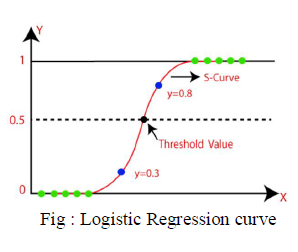 Y
1
S-Curve
y=0.8
0.5
Threshold Value
y=0.3
0
X
Fig : Logistic Regression curve